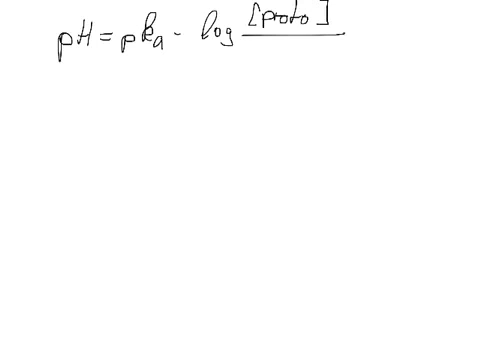 pH = pka - log [proto]